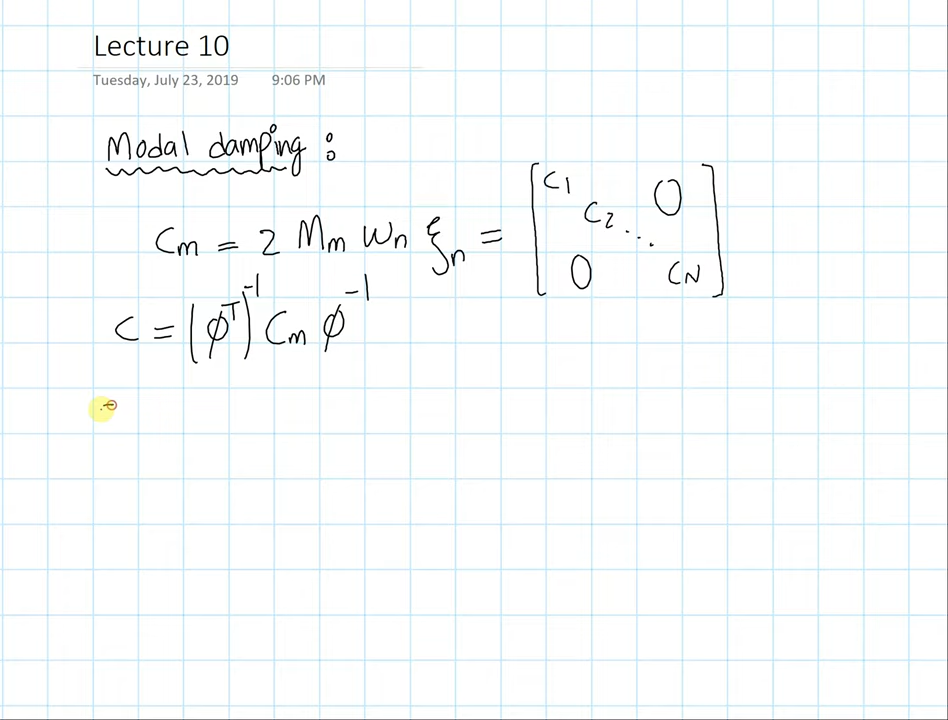 Lecture 10
Tuesday, July 23, 2019 9:06 PM
Modal damping :
Cm = 2 Mm ωn ξn = [C1 C2 ⋱ CN 0 0]
C = (φᵀ)⁻¹ Cm φ⁻¹